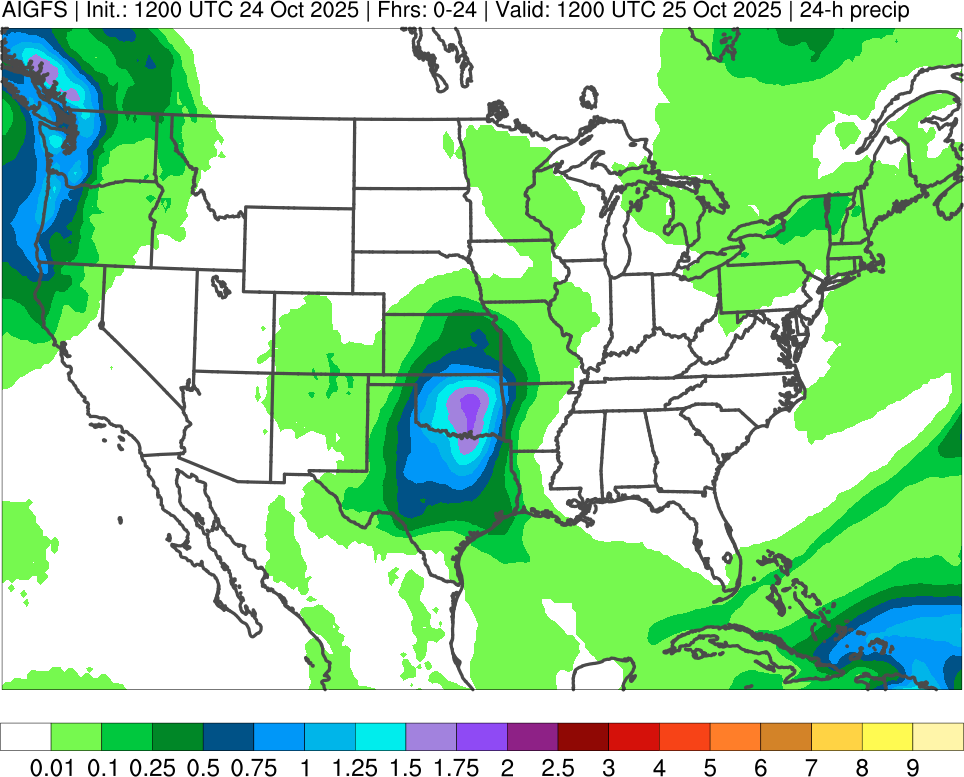 AIGFS | Init.: 1200 UTC 24 Oct 2025 | Fhrs: 0-24 | Valid: 1200 UTC 25 Oct 2025 | 24-h precip
0.01 0.1 0.25 0.5 0.75 1 1.25 1.5 1.75 2 2.5 3 4 5 6 7 8 9